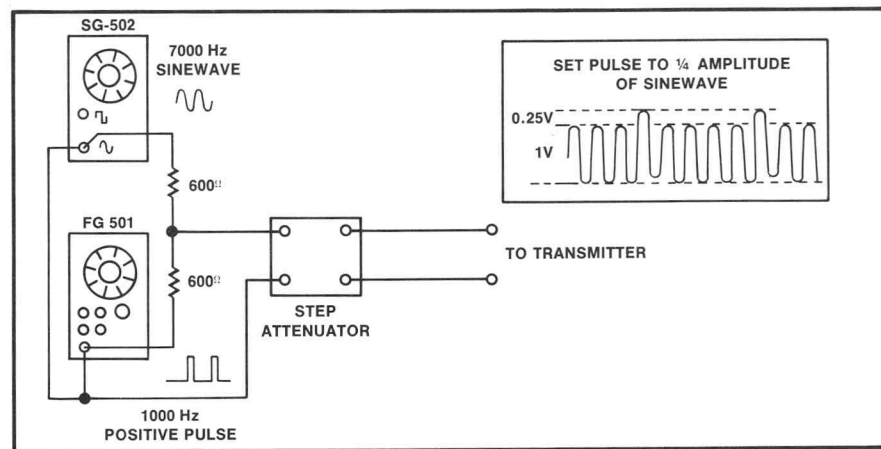 SG-502
7000 Hz
SINEWAVE
600Ω
FG 501
600Ω
1000 Hz
POSITIVE PULSE
STEP
ATTENUATOR
TO TRANSMITTER
SET PULSE TO ¼ AMPLITUDE
OF SINEWAVE
0.25V
1V